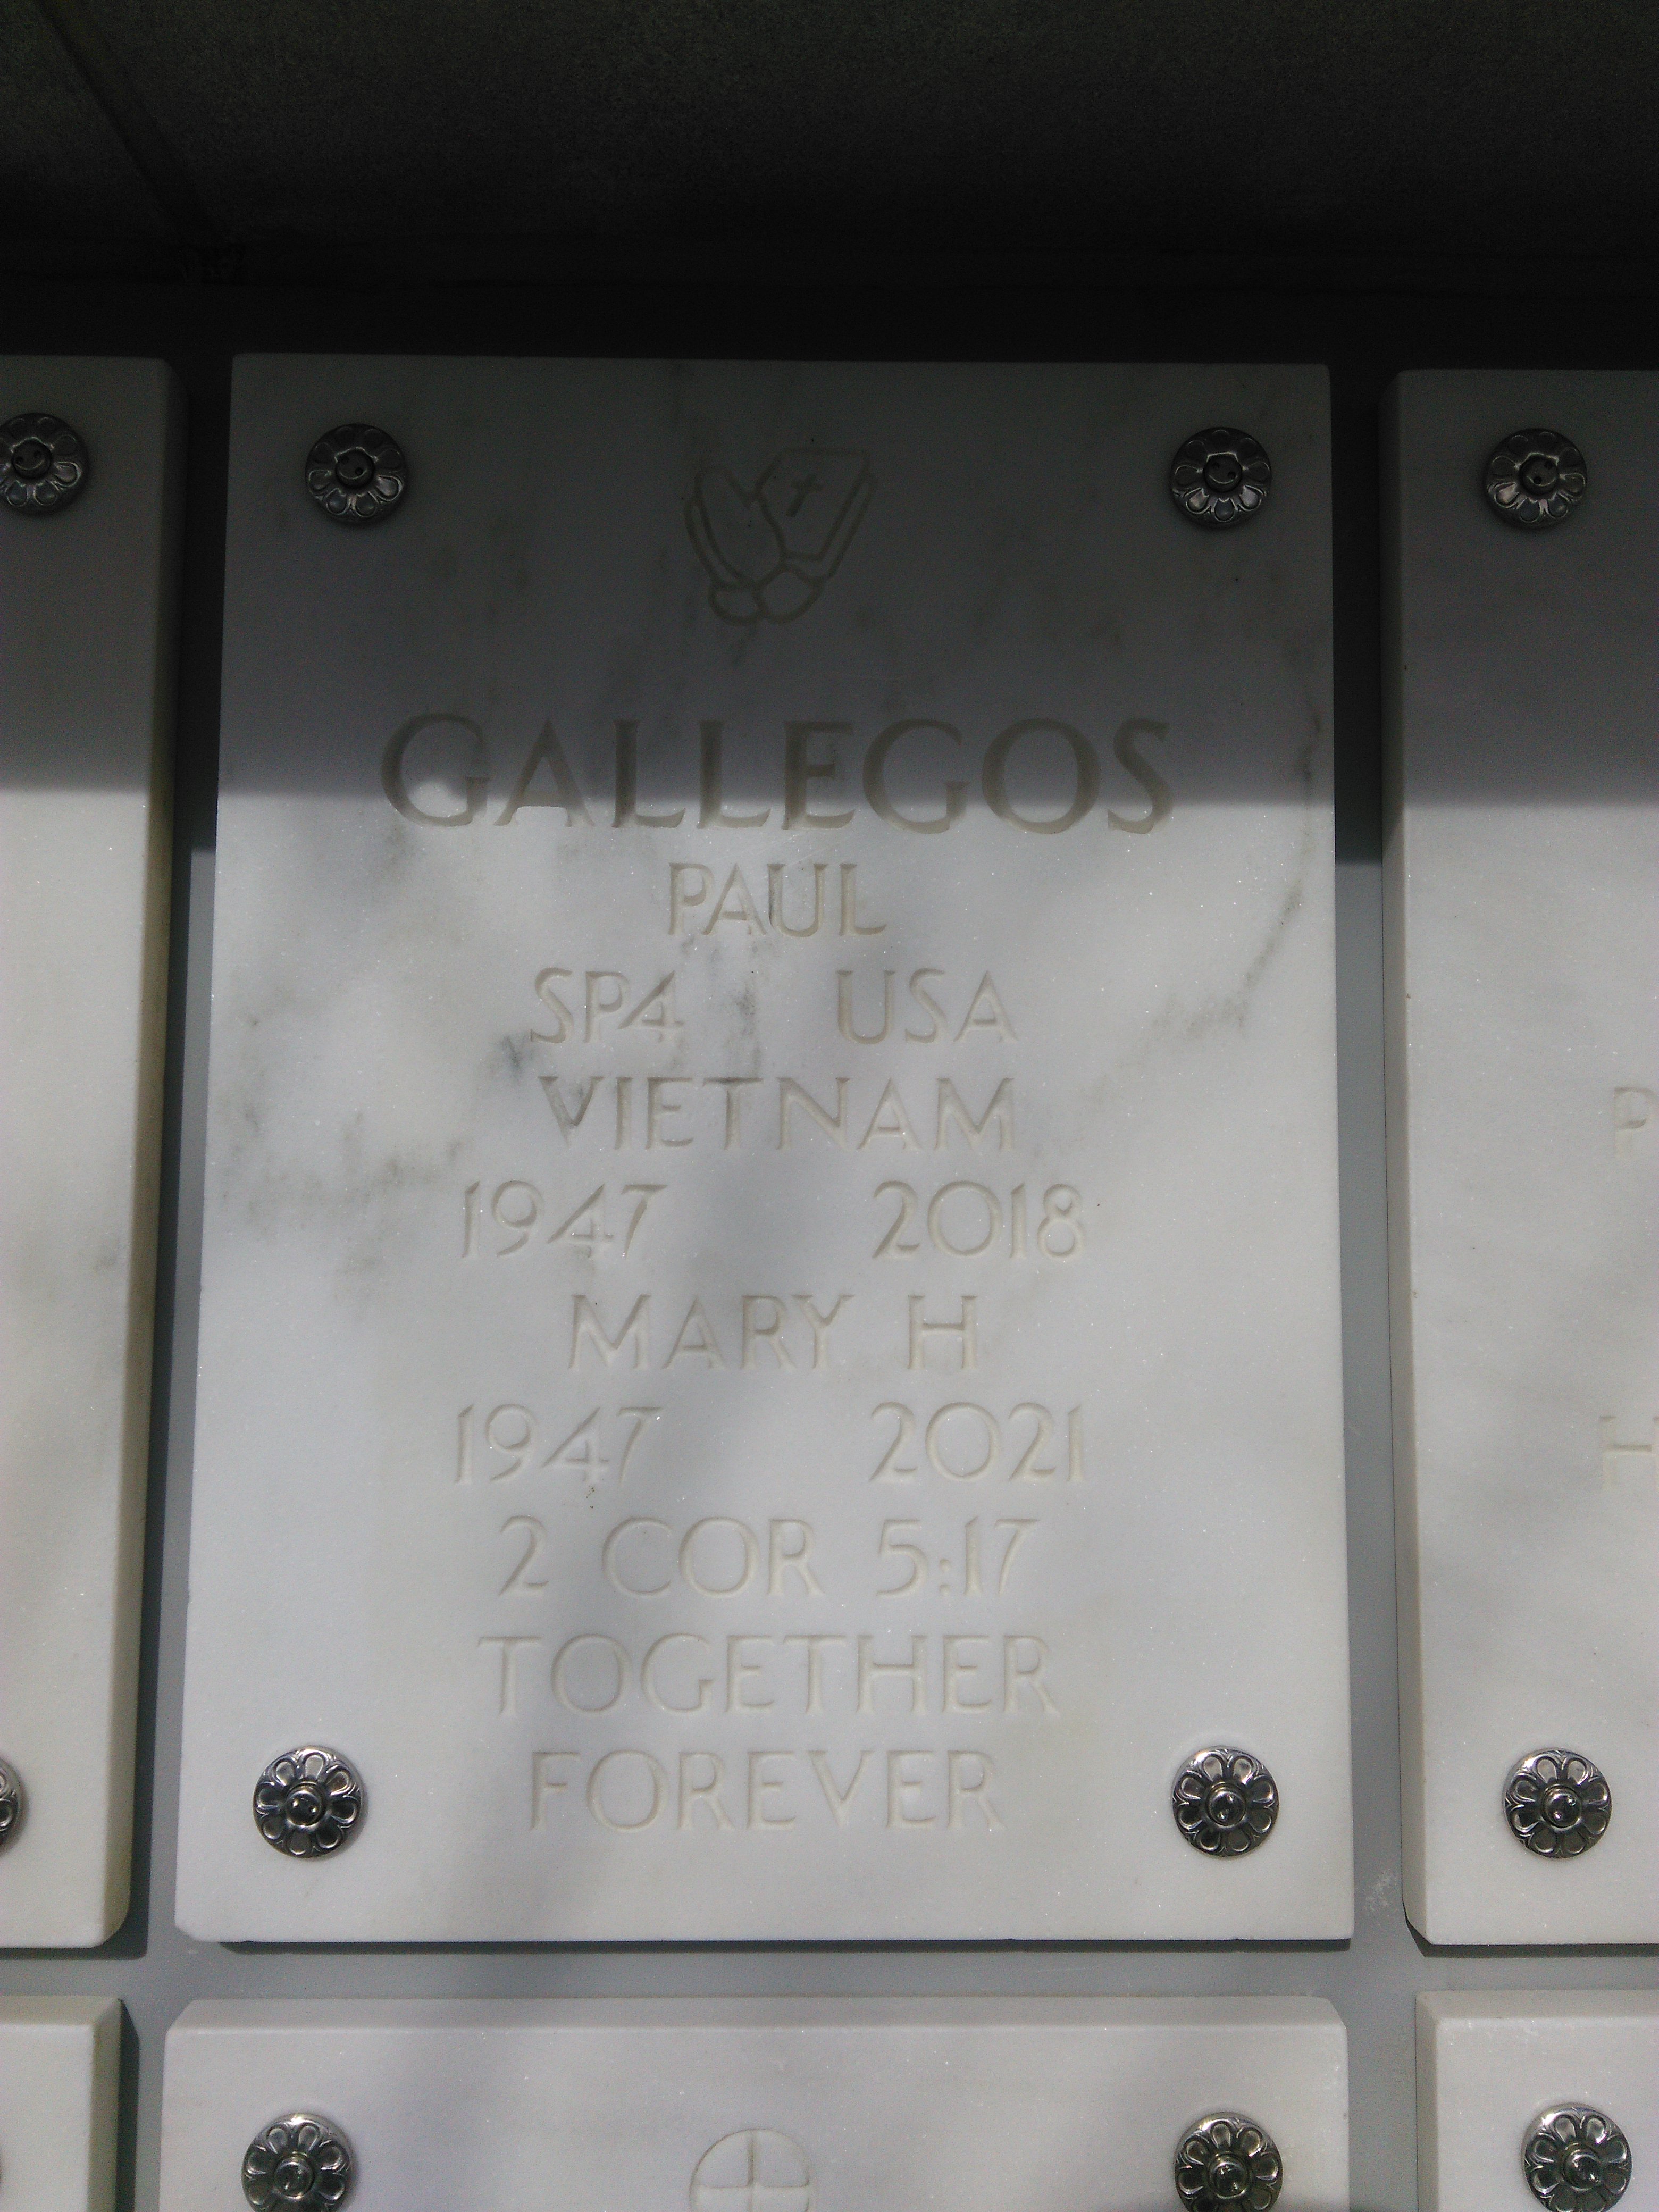 GALLEGOS
PAUL
SP4 USA
VIETNAM
1947 2018
MARY H
1947 2021
2 COR 5:17
TOGETHER
FOREVER
P
H